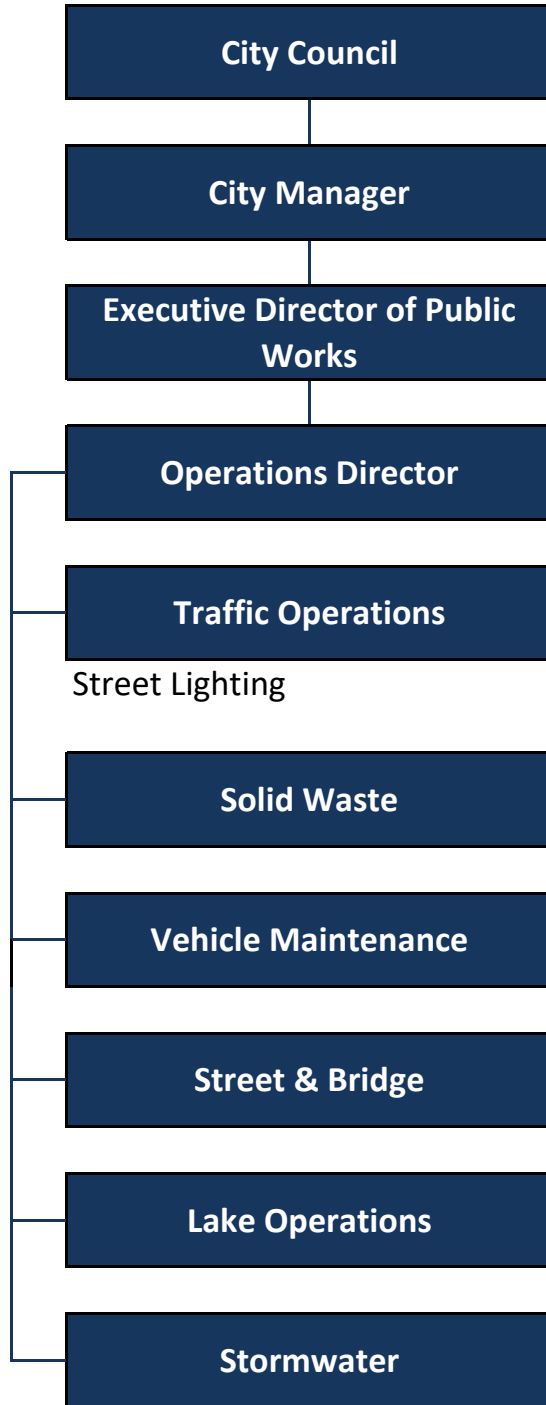 City Council
City Manager
Executive Director of Public
Works
Operations Director
Traffic Operations
Street Lighting
Solid Waste
Vehicle Maintenance
Street & Bridge
Lake Operations
Stormwater